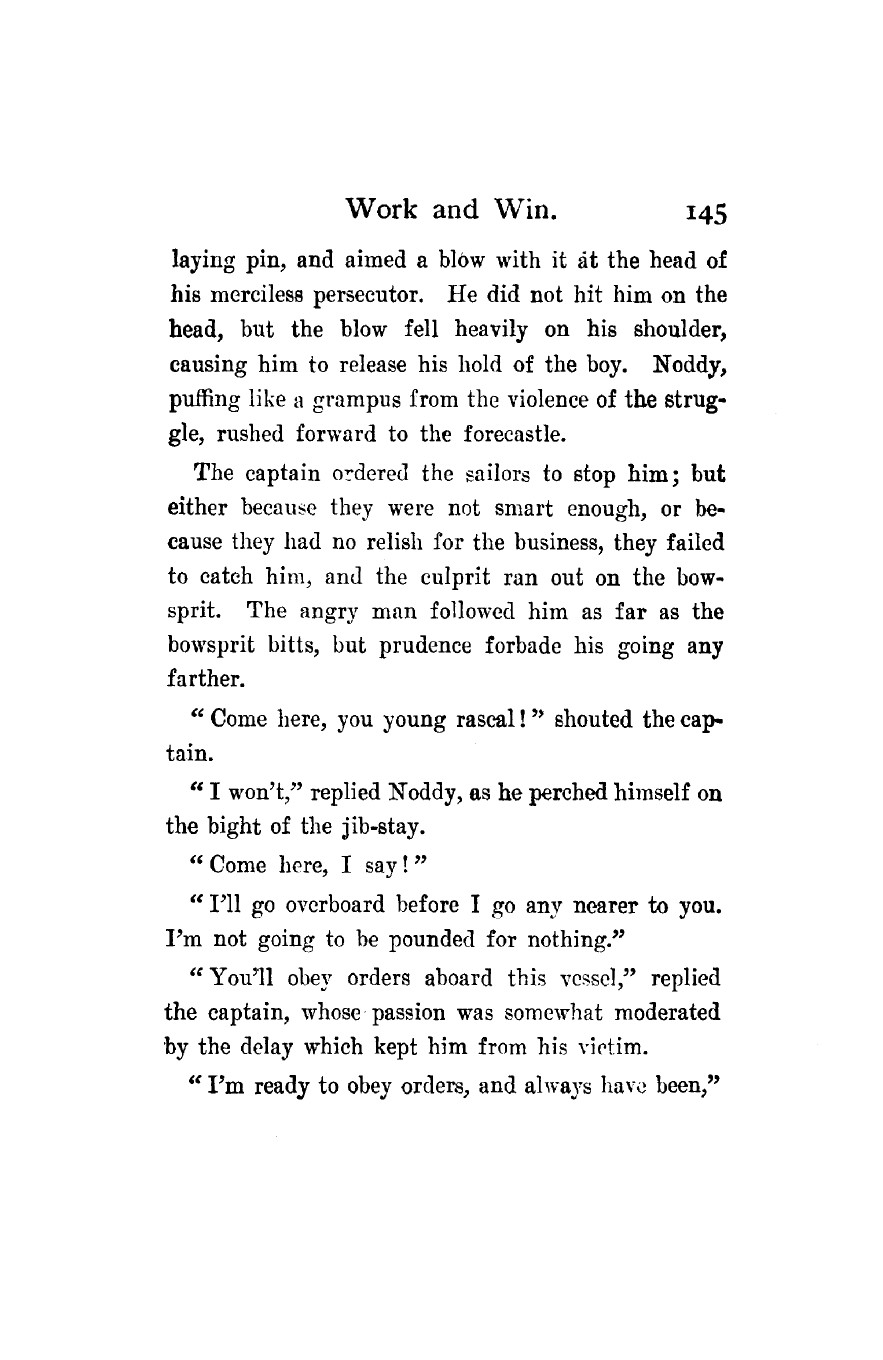 Work and Win. 145
laying pin, and aimed a blow with it at the head of
his merciless persecutor. He did not hit him on the
head, but the blow fell heavily on his shoulder,
causing him to release his hold of the boy. Noddy,
puffing like a grampus from the violence of the strug-
gle, rushed forward to the forecastle.
The captain ordered the sailors to stop him; but
either because they were not smart enough, or be-
cause they had no relish for the business, they failed
to catch him, and the culprit ran out on the bow-
sprit. The angry man followed him as far as the
bowsprit bitts, but prudence forbade his going any
farther.
“Come here, you young rascal!” shouted the cap-
tain.
“I won’t,” replied Noddy, as he perched himself on
the bight of the jib-stay.
“Come here, I say!”
“I’ll go overboard before I go any nearer to you.
I’m not going to be pounded for nothing.”
“You’ll obey orders aboard this vessel,” replied
the captain, whose passion was somewhat moderated
by the delay which kept him from his victim.
“I’m ready to obey orders, and always have been,”